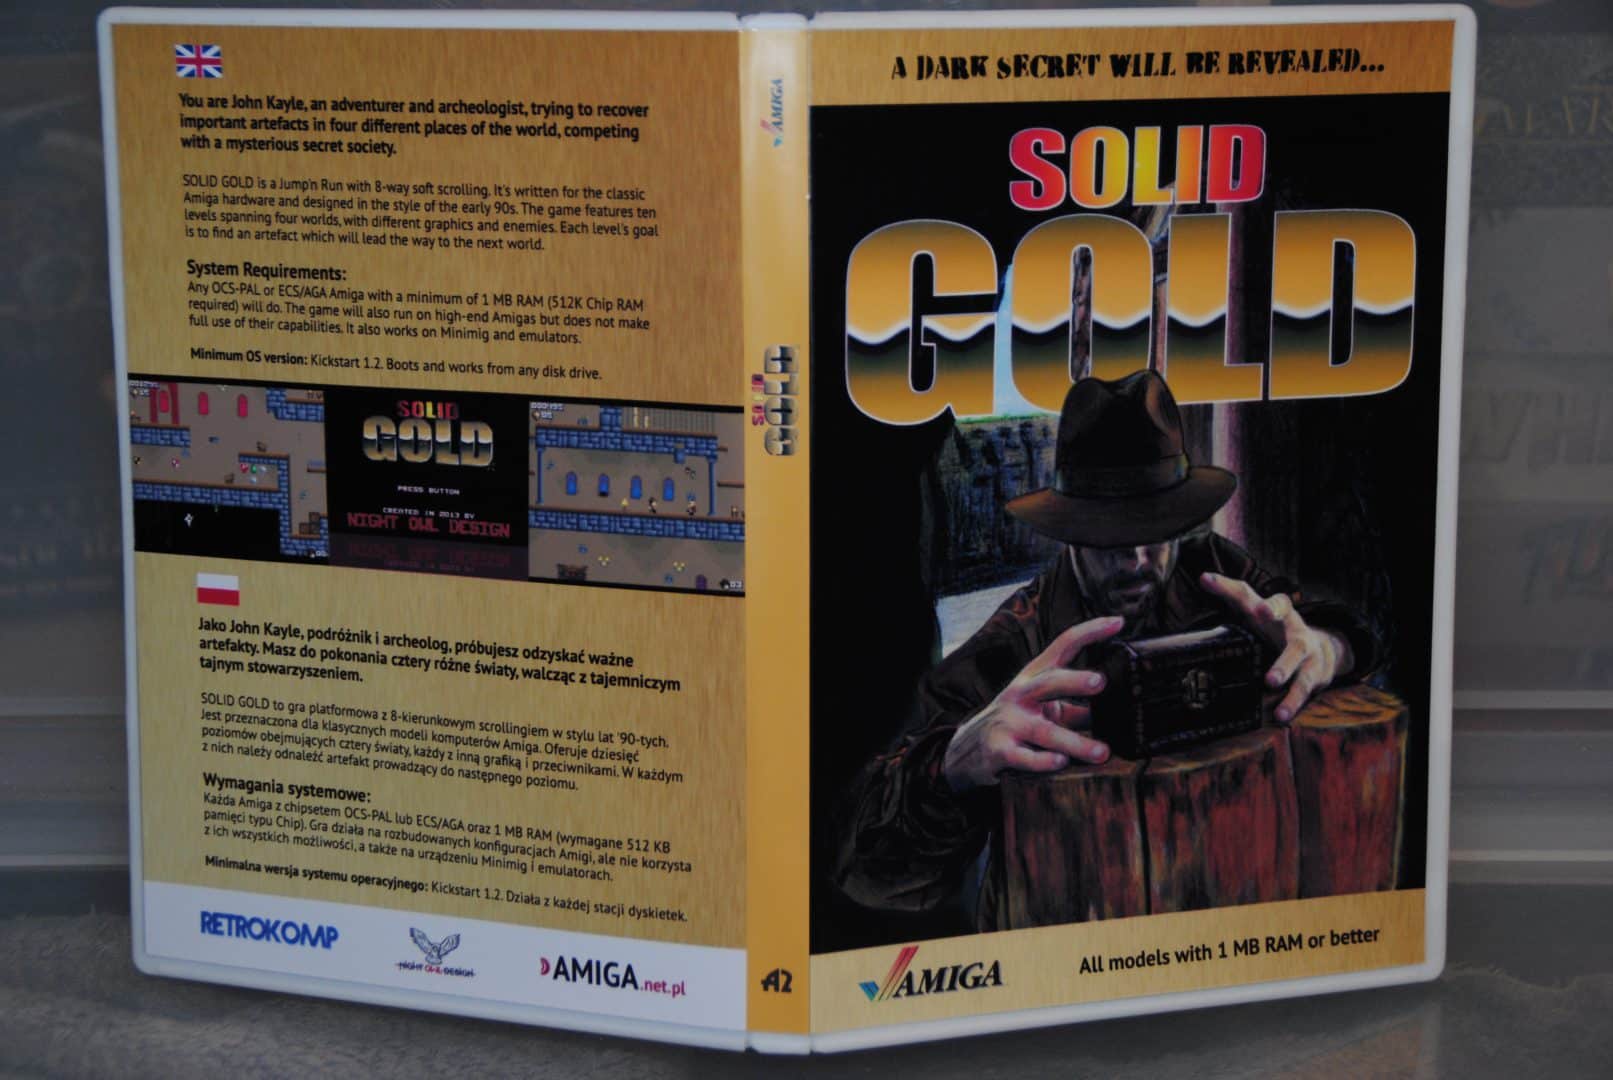 You are John Kayle, an adventurer and archeologist, trying to recover
important artefacts in four different places of the world, competing
with a mysterious secret society.
SOLID GOLD is a Jump'n Run with 8-way soft scrolling. It's written for the classic
Amiga hardware and designed in the style of the early 90s. The game features ten
levels spanning four worlds, with different graphics and enemies. Each level's goal
is to find an artefact which will lead the way to the next world.
System Requirements:
Any OCS-PAL or ECS/AGA Amiga with a minimum of 1 MB RAM (512K Chip RAM
required) will do. The game will also run on high-end Amigas but does not make
full use of their capabilities. It also works on Minimig and emulators.
Minimum OS version: Kickstart 1.2. Boots and works from any disk drive.
SOLID
GOLD
PRESS BUTTON
CREATED IN 2013 BY
NIGHT OWL DESIGN
03
Jako John Kayle, podróżnik i archeolog, próbujesz odzyskać ważne
artefakty. Masz do pokonania cztery różne światy, walcząc z tajemniczym
tajnym stowarzyszeniem.
SOLID GOLD to gra platformowa z 8-kierunkowym scrollingiem w stylu lat '90-tych.
Jest przeznaczona dla klasycznych modeli komputerów Amiga. Oferuje dziesięć
poziomów obejmujących cztery światy, każdy z inną grafiką i przeciwnikami. W każdym
z nich należy odnaleźć artefakt prowadzący do następnego poziomu.
Wymagania systemowe:
Każda Amiga z chipsetem OCS-PAL lub ECS/AGA oraz 1 MB RAM (wymagane 512 KB
pamięci typu Chip). Gra działa na rozbudowanych konfiguracjach Amigi, ale nie korzysta
z ich wszystkich możliwości, a także na urządzeniu Minimig i emulatorach.
Minimalna wersja systemu operacyjnego: Kickstart 1.2. Działa z każdej stacji dyskietek.
RETROKOMP
NIGHT OWL DESIGN
AMIGA.net.pl
AMIGA
SOLID
GOLD
A2
A DARK SECRET WILL BE REVEALED...
SOLID
GOLD
AMIGA
All models with 1 MB RAM or better